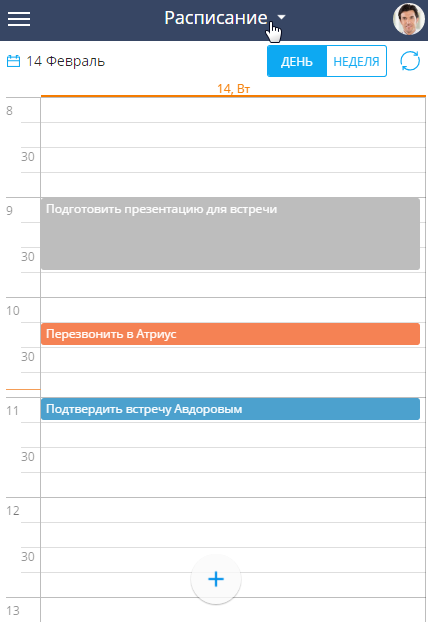 Расписание
14 Февраль
ДЕНЬ
НЕДЕЛЯ
14, Вт
8
30
9
Подготовить презентацию для встречи
30
10
Перезвонить в Атриус
30
11
Подтвердить встречу Авдоровым
30
12
30
13